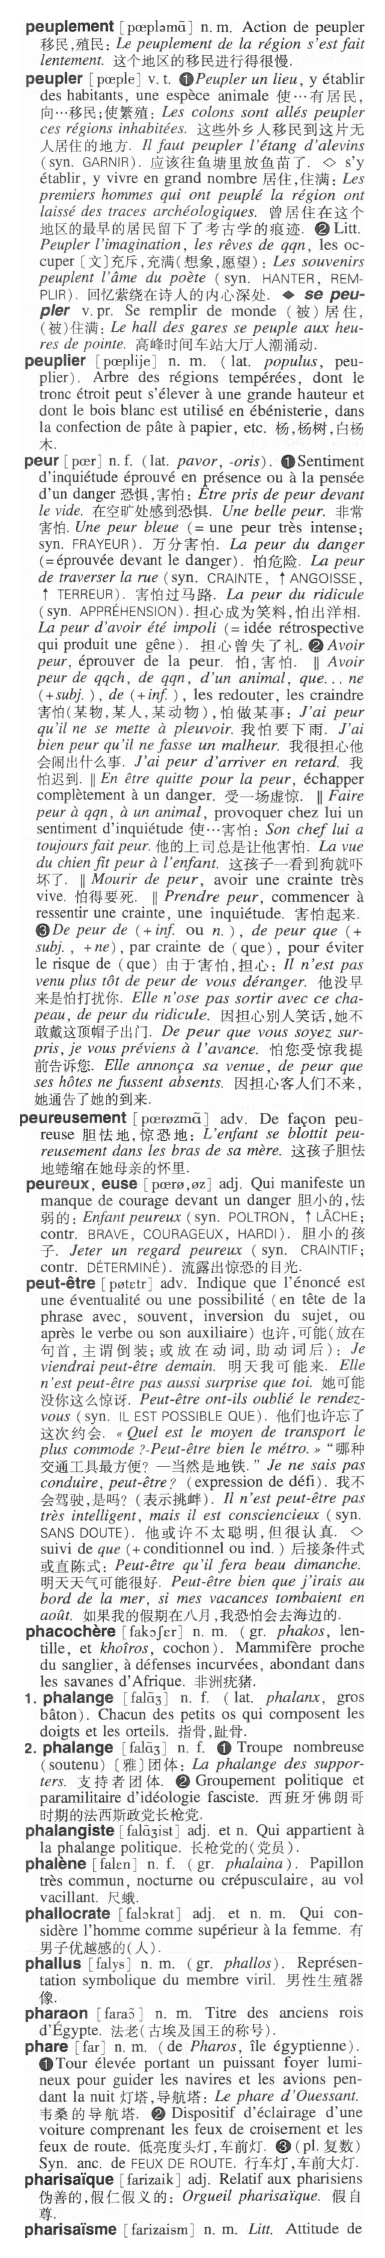 peuplement [pœpləmɑ̃] n. m. Action de peupler
移民,殖民: Le peuplement de la région s'est fait
lentement. 这个地区的移民进行得很慢.
peupler [pœple] v. t. ❶Peupler un lieu, y établir
des habitants, une espèce animale 使…有居民,
向…移民;使繁殖: Les colons sont allés peupler
ces régions inhabitées. 这些外乡人移民到这片无
人居住的地方. Il faut peupler l'étang d'alevins
(syn. GARNIR). 应该往鱼塘里放鱼苗了. ◇ s'y
établir, y vivre en grand nombre 居住,住满: Les
premiers hommes qui ont peuplé la région ont
laissé des traces archéologiques. 曾居住在这个
地区的最早的居民留下了考古学的痕迹. ❷ Litt.
Peupler l'imagination, les rêves de qqn, les oc-
cuper [文]充斥,充满(想象,愿望): Les souvenirs
peuplent l'âme du poète (syn. HANTER, REM-
PLIR). 回忆萦绕在诗人的内心深处. ◆ se peu-
pler v. pr. Se remplir de monde (被) 居住,
(被)住满: Le hall des gares se peuple aux heu-
res de pointe. 高峰时间车站大厅人潮涌动.
peuplier [pœplije] n. m. (lat. populus, peu-
plier). Arbre des régions tempérées, dont le
tronc étroit peut s'élever à une grande hauteur et
dont le bois blanc est utilisé en ébénisterie, dans
la confection de pâte à papier, etc. 杨,杨树,白杨
木.
peur [pœr] n. f. (lat. pavor, -oris). ❶Sentiment
d'inquiétude éprouvé en présence ou à la pensée
d'un danger 恐惧,害怕: Être pris de peur devant
le vide. 在空旷处感到恐惧. Une belle peur. 非常
害怕. Une peur bleue (= une peur très intense;
syn. FRAYEUR). 万分害怕. La peur du danger
(=éprouvée devant le danger). 怕危险. La peur
de traverser la rue (syn. CRAINTE, ↑ANGOISSE,
↑ TERREUR). 害怕过马路. La peur du ridicule
(syn. APPRÉHENSION). 担心成为笑料,怕出洋相.
La peur d'avoir été impoli (= idée rétrospective
qui produit une gêne). 担心曾失了礼. ❷ Avoir
peur, éprouver de la peur. 怕,害怕. ‖ Avoir
peur de qqch, de qqn, d'un animal, que... ne
(+subj.), de (+inf.), les redouter, les craindre
害怕(某物,某人,某动物),怕做某事: J'ai peur
qu'il ne se mette à pleuvoir. 我怕要下雨. J'ai
bien peur qu'il ne fasse un malheur. 我很担心他
会闹出什么事. J'ai peur d'arriver en retard. 我
怕迟到. ‖ En être quitte pour la peur, échapper
complètement à un danger. 受一场虚惊. ‖ Faire
peur à qqn, à un animal, provoquer chez lui un
sentiment d'inquiétude 使…害怕: Son chef lui a
toujours fait peur. 他的上司总是让他害怕. La vue
du chien fit peur à l'enfant. 这孩子一看到狗就吓
坏了. ‖ Mourir de peur, avoir une crainte très
vive. 怕得要死. ‖ Prendre peur, commencer à
ressentir une crainte, une inquiétude. 害怕起来.
❸De peur de (+inf. ou n.), de peur que (+
subj., +ne), par crainte de (que), pour éviter
le risque de (que) 由于害怕,担心: Il n'est pas
venu plus tôt de peur de vous déranger. 他没早
来是怕打扰你. Elle n'ose pas sortir avec ce cha-
peau, de peur du ridicule. 因担心别人笑话,她不
敢戴这顶帽子出门. De peur que vous soyez sur-
pris, je vous préviens à l'avance. 怕您受惊我提
前告诉您. Elle annonça sa venue, de peur que
ses hôtes ne fussent absents. 因担心客人们不来,
她通告了她的到来.
peureusement [pœrøzmɑ̃] adv. De façon peu-
reuse 胆怯地,惊恐地: L'enfant se blottit peu-
reusement dans les bras de sa mère. 这孩子胆怯
地蜷缩在她母亲的怀里.
peureux, euse [pœrø,øz] adj. Qui manifeste un
manque de courage devant un danger 胆小的,怯
弱的: Enfant peureux (syn. POLTRON, ↑LÂCHE;
contr. BRAVE, COURAGEUX, HARDI). 胆小的孩
子. Jeter un regard peureux (syn. CRAINTIF;
contr. DÉTERMINÉ). 流露出惊恐的目光.
peut-être [pøtɛtr] adv. Indique que l'énoncé est
une éventualité ou une possibilité (en tête de la
phrase avec, souvent, inversion du sujet, ou
après le verbe ou son auxiliaire) 也许,可能(放在
句首,主谓倒装;或放在动词,助动词后): Je
viendrai peut-être demain. 明天我可能来. Elle
n'est peut-être pas aussi surprise que toi. 她可能
没你这么惊讶. Peut-être ont-ils oublié le rendez-
vous (syn. IL EST POSSIBLE QUE). 他们也许忘了
这次约会. « Quel est le moyen de transport le
plus commode ?-Peut-être bien le métro. » “哪种
交通工具最方便? —当然是地铁.” Je ne sais pas
conduire, peut-être? (expression de défi). 我不
会驾驶,是吗? (表示挑衅). Il n'est peut-être pas
très intelligent, mais il est consciencieux (syn.
SANS DOUTE). 他或许不太聪明,但很认真. ◇
suivi de que (+conditionnel ou ind.) 后接条件式
或直陈式: Peut-être qu'il fera beau dimanche.
明天天气可能很好. Peut-être bien que j'irais au
bord de la mer, si mes vacances tombaient en
août. 如果我的假期在八月,我恐怕会去海边的.
phacochère [fakɔʃɛr] n. m. (gr. phakos, len-
tille, et khoîros, cochon). Mammifère proche
du sanglier, à défenses incurvées, abondant dans
les savanes d'Afrique. 非洲疣猪.
1. phalange [falɑ̃ʒ] n. f. (lat. phalanx, gros
bâton). Chacun des petits os qui composent les
doigts et les orteils. 指骨,趾骨.
2. phalange [falɑ̃ʒ] n. f. ❶ Troupe nombreuse
(soutenu) [雅]团体: La phalange des suppor-
ters. 支持者团体. ❷ Groupement politique et
paramilitaire d'idéologie fasciste. 西班牙佛朗哥
时期的法西斯政党长枪党.
phalangiste [falɑ̃ʒist] adj. et n. Qui appartient à
la phalange politique. 长枪党的(党员).
phalène [falɛn] n. f. (gr. phalaina). Papillon
très commun, nocturne ou crépusculaire, au vol
vacillant. 尺蛾.
phallocrate [falɔkrat] adj. et n. m. Qui con-
sidère l'homme comme supérieur à la femme. 有
男子优越感的(人).
phallus [falys] n. m. (gr. phallos). Représen-
tation symbolique du membre viril. 男性生殖器
像.
pharaon [faraɔ̃] n. m. Titre des anciens rois
d'Égypte. 法老(古埃及国王的称号).
phare [far] n. m. (de Pharos, île égyptienne).
❶Tour élevée portant un puissant foyer lumi-
neux pour guider les navires et les avions pen-
dant la nuit 灯塔,导航塔: Le phare d'Ouessant.
韦桑的导航塔. ❷ Dispositif d'éclairage d'une
voiture comprenant les feux de croisement et les
feux de route. 低亮度头灯,车前灯. ❸(pl. 复数)
Syn. anc. de FEUX DE ROUTE. 行车灯,车前大灯.
pharisaïque [farizaik] adj. Relatif aux pharisiens
伪善的,假仁假义的: Orgueil pharisaïque. 假自
尊.
pharisaïsme [farizaism] n. m. Litt. Attitude de